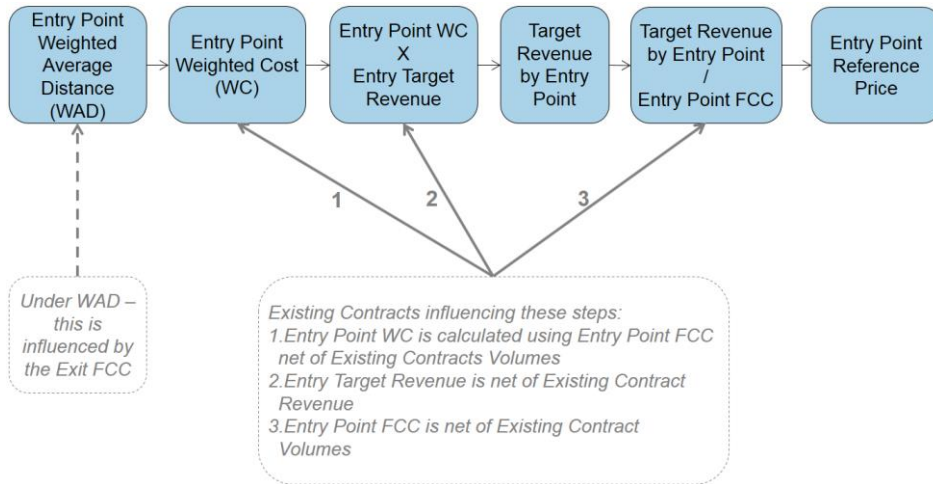 Entry Point
Weighted
Average
Distance
(WAD)
Entry Point
Weighted Cost
(WC)
Entry Point WC
X
Entry Target
Revenue
Target
Revenue
by Entry
Point
Target Revenue
by Entry Point
/
Entry Point FCC
Entry Point
Reference
Price
1
2
3
Under WAD –
this is
influenced by
the Exit FCC
Existing Contracts influencing these steps:
1.Entry Point WC is calculated using Entry Point FCC
net of Existing Contracts Volumes
2.Entry Target Revenue is net of Existing Contract
Revenue
3.Entry Point FCC is net of Existing Contract
Volumes